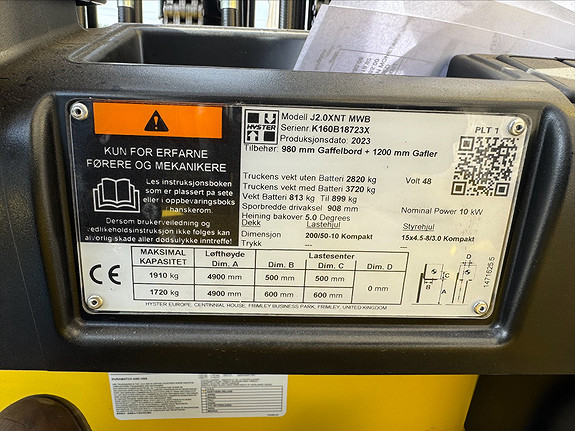 KUN FOR ERFARNE
FØRERE OG MEKANIKERE
Les instruksjonsboken
som er plassert på sete
eller i oppbevaringsboks
i hanskerom.
Dersom brukerveiledning og
vedlikeholdsinstruksjon ikke følges kan
alvorlig skade aller dødsulykke inntreffe!
HYSTER
Modell J2.0XNT MWB
Serienr. K160B18723X
Produksjonsdato: 2023
Tilbehør: 980 mm Gaffelbord + 1200 mm Gafler
PLT 1
Truckens vekt uten Batteri 2820 kg
Truckens vekt med Batteri 3720 kg
Vekt Batteri 813 kg Til 899 kg
Sporbredde drivaksel 908 mm
Heining bakover 5.0 Degrees
Volt 48
Nominal Power 10 kW
Dekk Lastehjul Styrehjul
Dimensjon 200/50-10 Kompakt 15x4.5-8/3.0 Kompakt
Trykk --- ---
MAKSIMAL KAPASITET Løfthøyde Dim. A Lastesenter Dim. B Dim. C Dim. D
1910 kg 4900 mm 500 mm 500 mm 0 mm
1720 kg 4900 mm 600 mm 600 mm
CE
D
C
B
A
1471626.5
HYSTER EUROPE, CENTENNIAL HOUSE, FRIMLEY BUSINESS PARK, FRIMLEY, UNITED KINGDOM